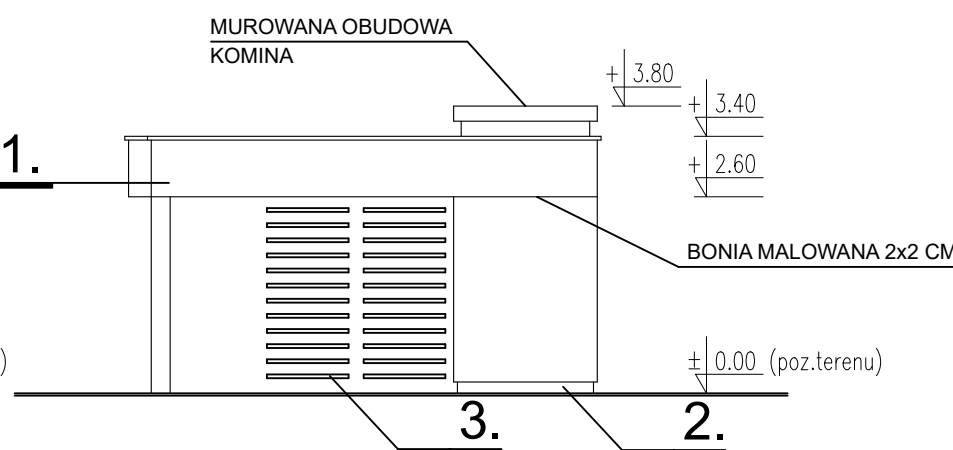 MUROWANA OBUDOWA
KOMINA
+ 3.80
+ 3.40
1.
+ 2.60
BONIA MALOWANA 2x2 CM
)
± 0.00 (poz.terenu)
3.
2.